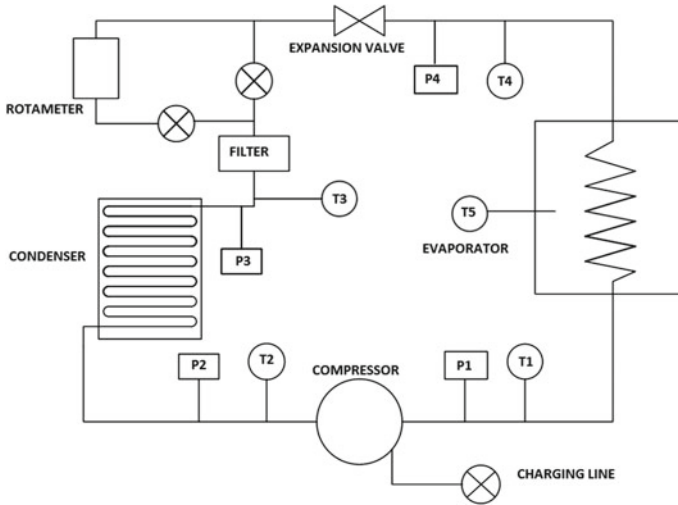 EXPANSION VALVE
P4
T4
ROTAMETER
FILTER
T3
T5
EVAPORATOR
CONDENSER
P3
P2
T2
COMPRESSOR
P1
T1
CHARGING LINE